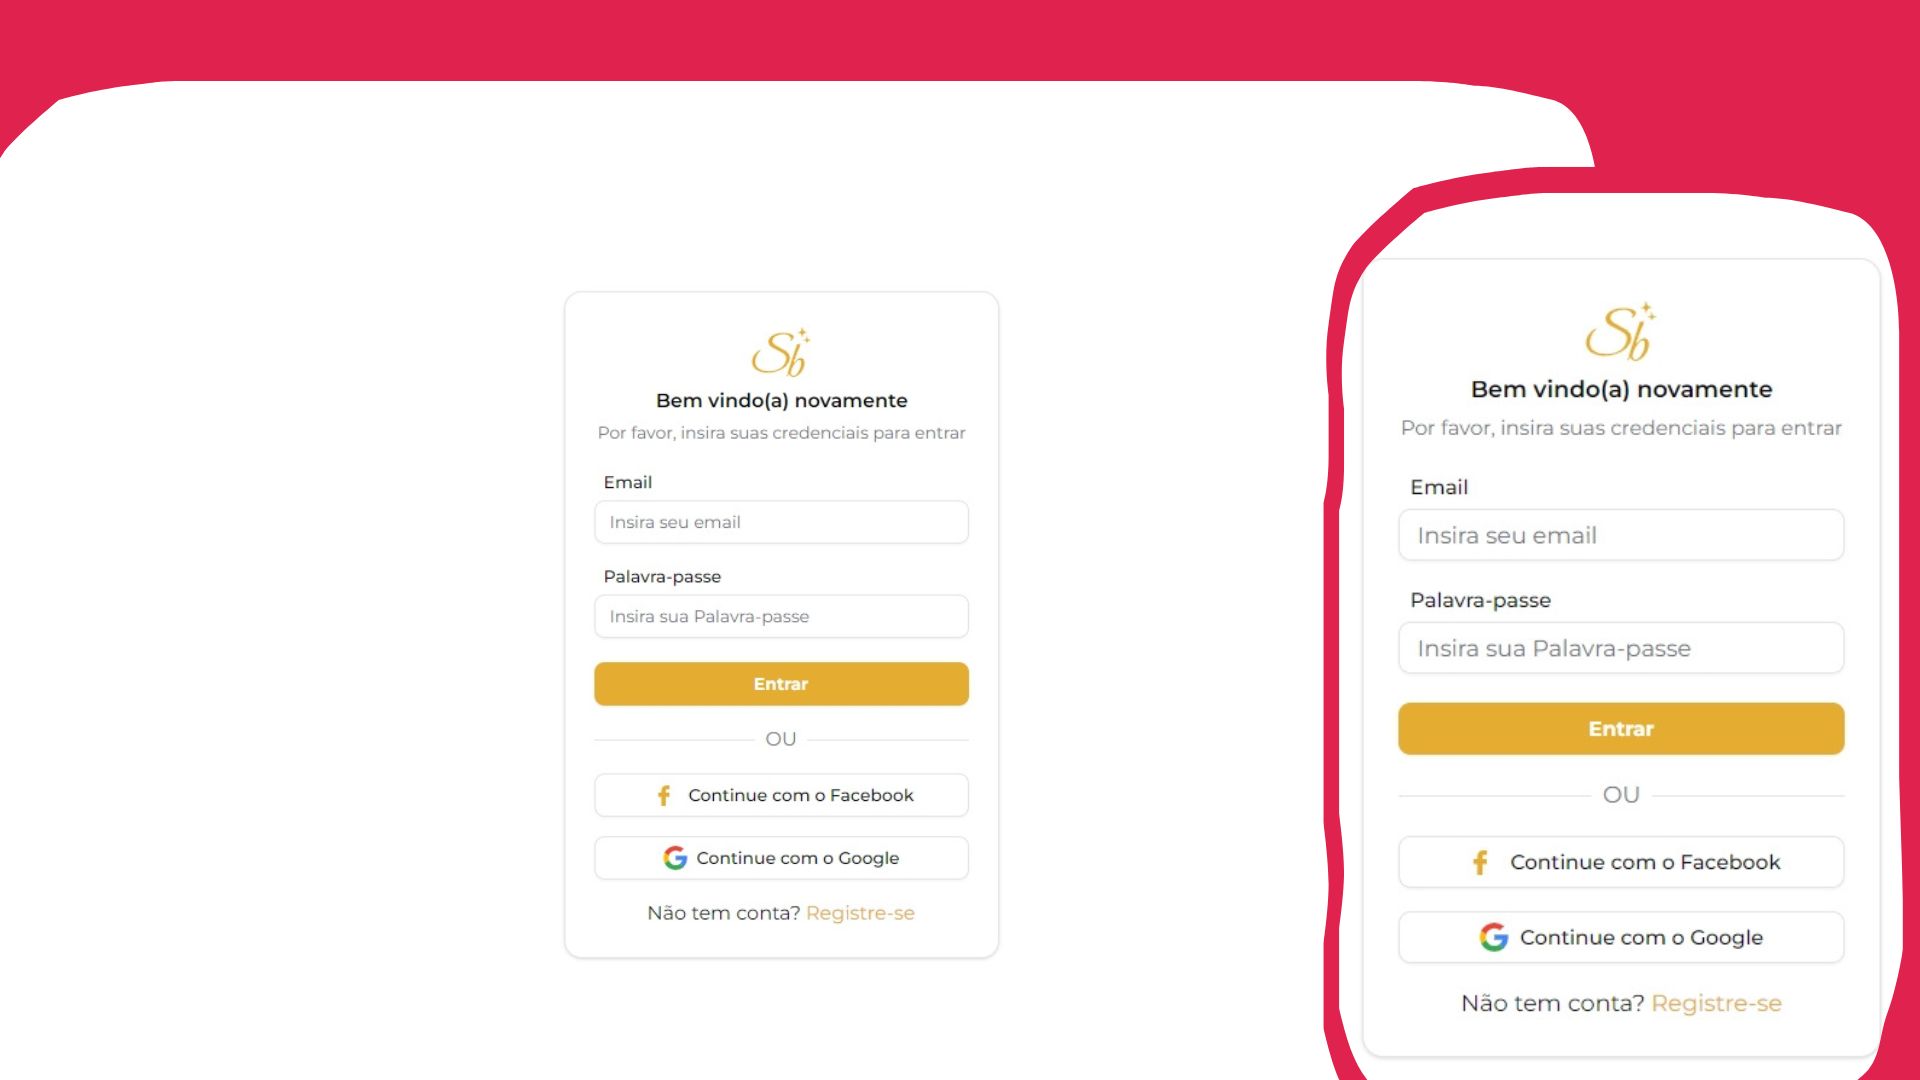 Sb
Bem vindo(a) novamente
Por favor, insira suas credenciais para entrar
Email
Insira seu email
Palavra-passe
Insira sua Palavra-passe
Entrar
OU
Continue com o Facebook
Continue com o Google
Não tem conta? Registre-se
Sb
Bem vindo(a) novamente
Por favor, insira suas credenciais para entrar
Email
Insira seu email
Palavra-passe
Insira sua Palavra-passe
Entrar
OU
Continue com o Facebook
Continue com o Google
Não tem conta? Registre-se